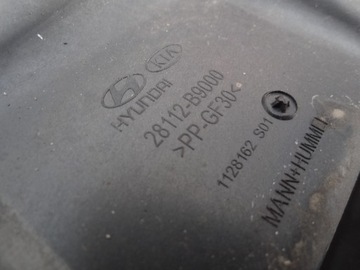 KIA
HYUNDAI
28112-B9000
>PP-GF30<
1128162 S01
MANN+HUMMEL